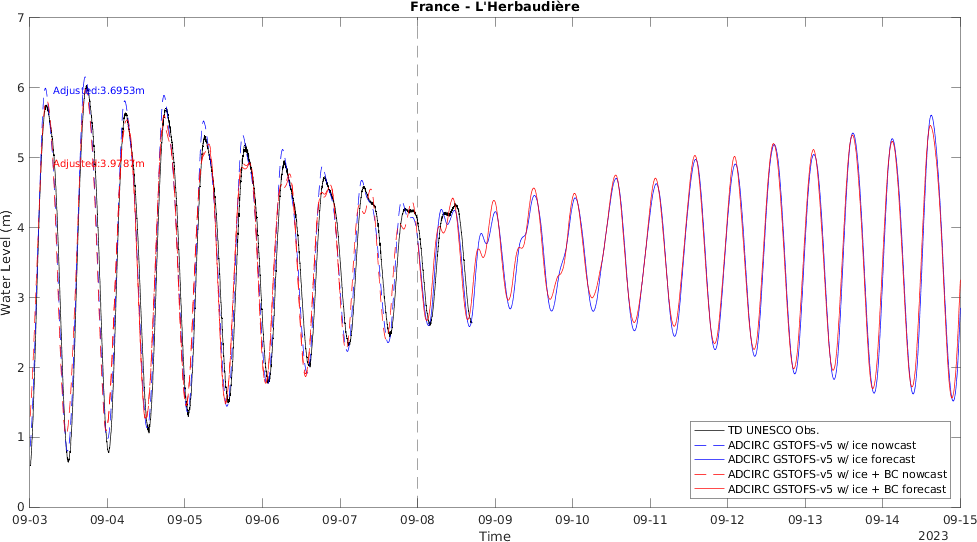 France - L'Herbaudière
7
6
5
4
3
2
1
0
Water Level (m)
Adjusted:3.6953m
Adjusted:3.9787m
TD UNESCO Obs.
ADCIRC GSTOFS-v5 w/ ice nowcast
ADCIRC GSTOFS-v5 w/ ice forecast
ADCIRC GSTOFS-v5 w/ ice + BC nowcast
ADCIRC GSTOFS-v5 w/ ice + BC forecast
09-03 09-04 09-05 09-06 09-07 09-08 09-09 09-10 09-11 09-12 09-13 09-14 09-15
Time
2023